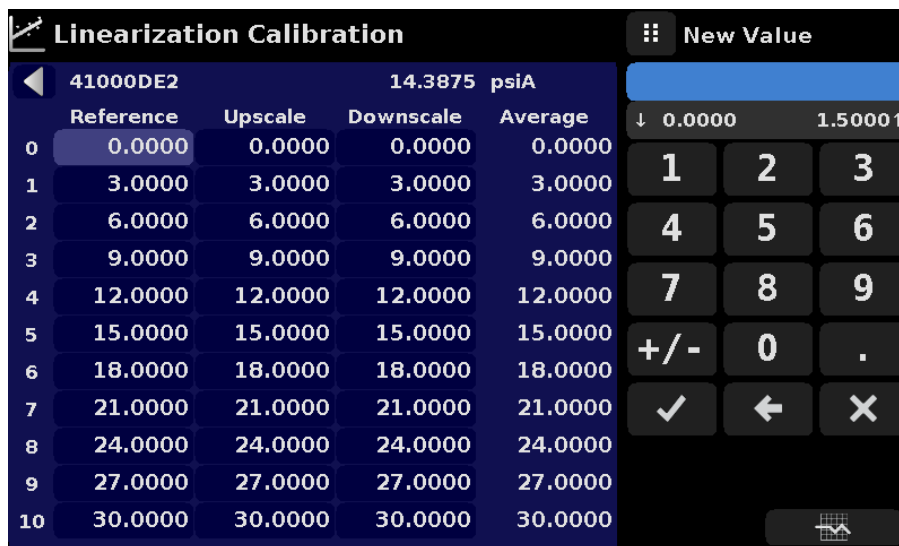 Linearization Calibration
41000DE2 14.3875 psiA
Reference Upscale Downscale Average
0 0.0000 0.0000 0.0000 0.0000
1 3.0000 3.0000 3.0000 3.0000
2 6.0000 6.0000 6.0000 6.0000
3 9.0000 9.0000 9.0000 9.0000
4 12.0000 12.0000 12.0000 12.0000
5 15.0000 15.0000 15.0000 15.0000
6 18.0000 18.0000 18.0000 18.0000
7 21.0000 21.0000 21.0000 21.0000
8 24.0000 24.0000 24.0000 24.0000
9 27.0000 27.0000 27.0000 27.0000
10 30.0000 30.0000 30.0000 30.0000
New Value
↓ 0.0000 1.5000↑
1 2 3
4 5 6
7 8 9
+/- 0 .